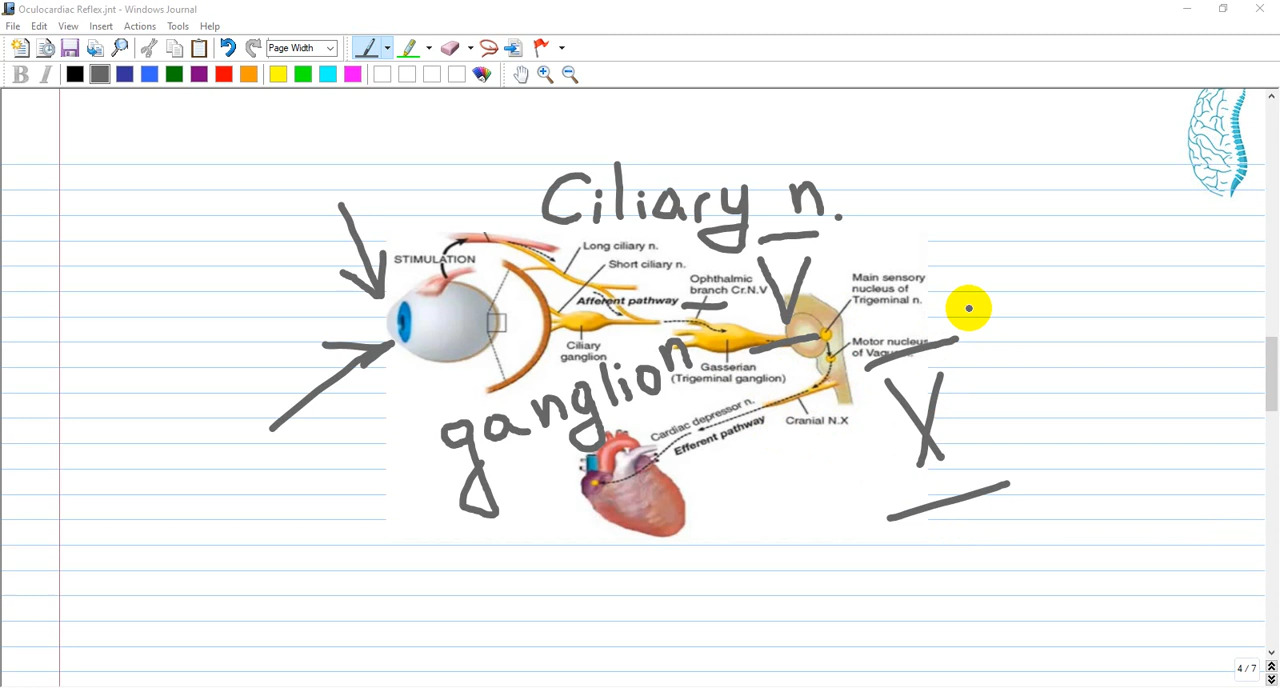 Oculocardiac Reflex.jnt - Windows Journal
File Edit View Insert Actions Tools Help
Page Width
B I
Ciliary n.
Long ciliary n.
STIMULATION
Short ciliary n.
Ophthalmic
branch Cr.N.V
V
Main sensory
nucleus of
Trigeminal n.
Afferent pathway
Ciliary
ganglion
Motor nucleus
of
Gasserian
(Trigeminal ganglion)
ganglion
X
Cardiac depressor n.
Efferent pathway
Cranial N.X
4 / 7